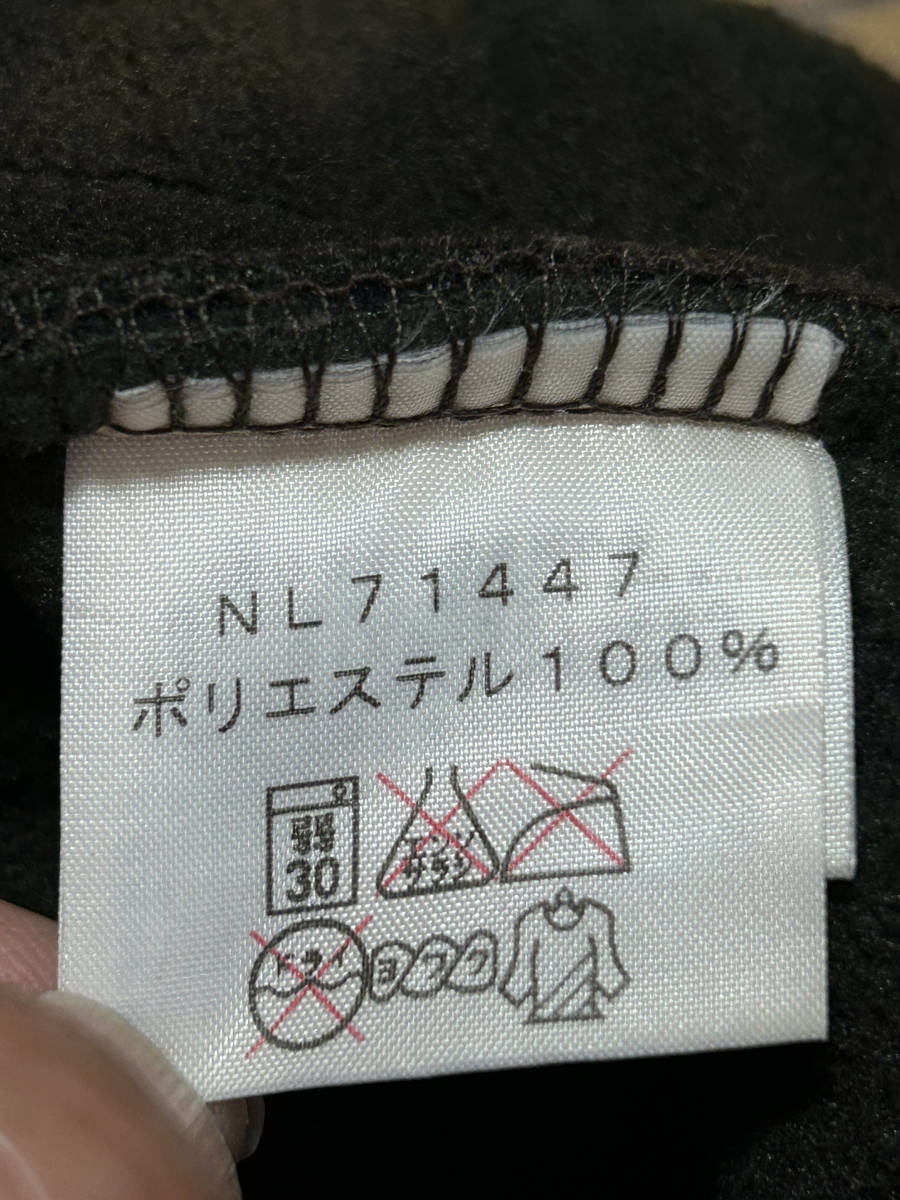 NL71447
ポリエステル100%
弱
30
エンソ
サラシ
ドライ
ヨワク